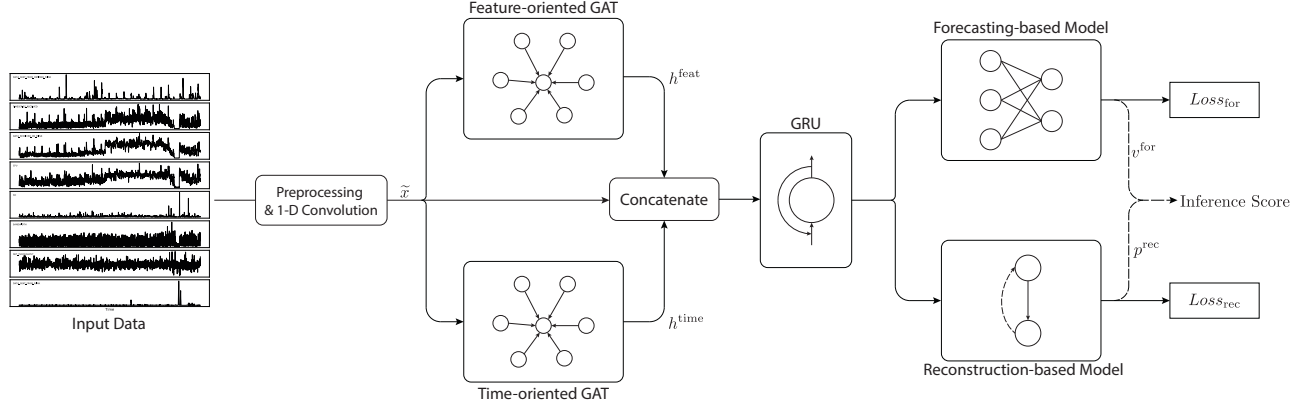 Feature-oriented GAT
Forecasting-based Model
h^feat
Loss_for
GRU
v^for
Preprocessing
& 1-D Convolution
x̃
Concatenate
Inference Score
p^rec
Loss_rec
Time
Input Data
h^time
Reconstruction-based Model
Time-oriented GAT